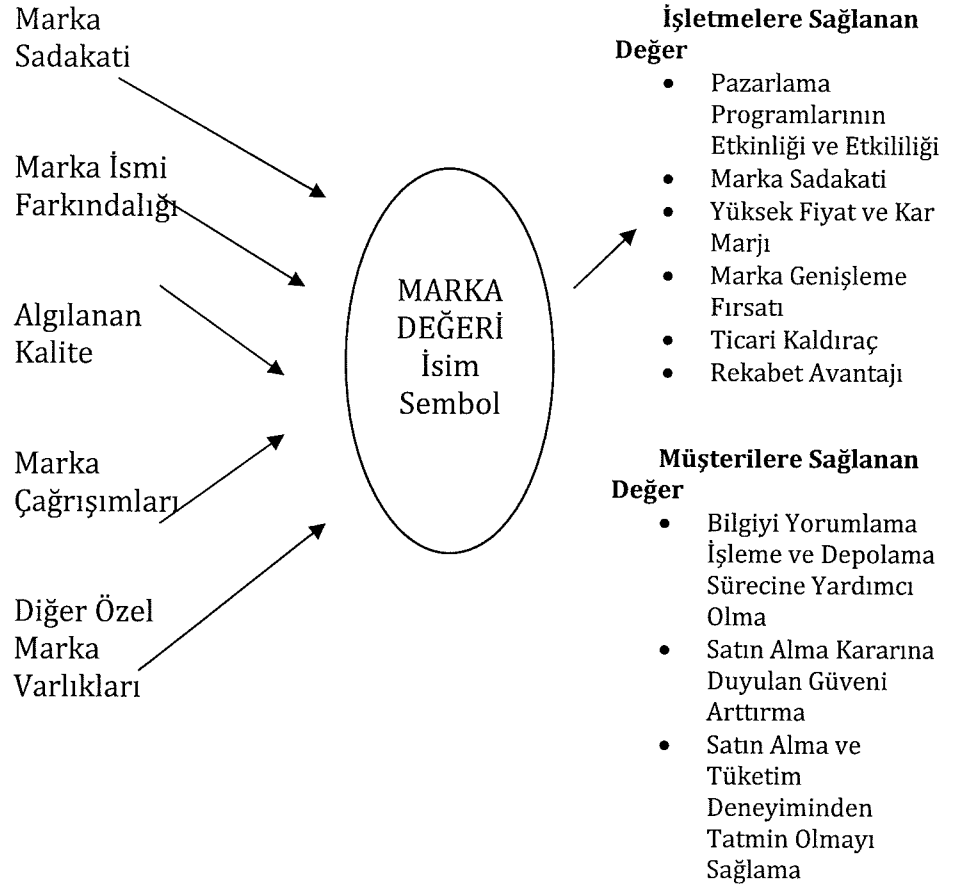 Marka
Sadakati
Marka İsmi
Farkındalığı
Algılanan
Kalite
Marka
Çağrışımları
Diğer Özel
Marka
Varlıkları
MARKA
DEĞERİ
İsim
Sembol
İşletmelere Sağlanan
Değer
• Pazarlama
Programlarının
Etkinliği ve Etkililiği
• Marka Sadakati
• Yüksek Fiyat ve Kar
Marjı
• Marka Genişleme
Fırsatı
• Ticari Kaldıraç
• Rekabet Avantajı
Müşterilere Sağlanan
Değer
• Bilgiyi Yorumlama
İşleme ve Depolama
Sürecine Yardımcı
Olma
• Satın Alma Kararına
Duyulan Güveni
Arttırma
• Satın Alma ve
Tüketim
Deneyiminden
Tatmin Olmayı
Sağlama